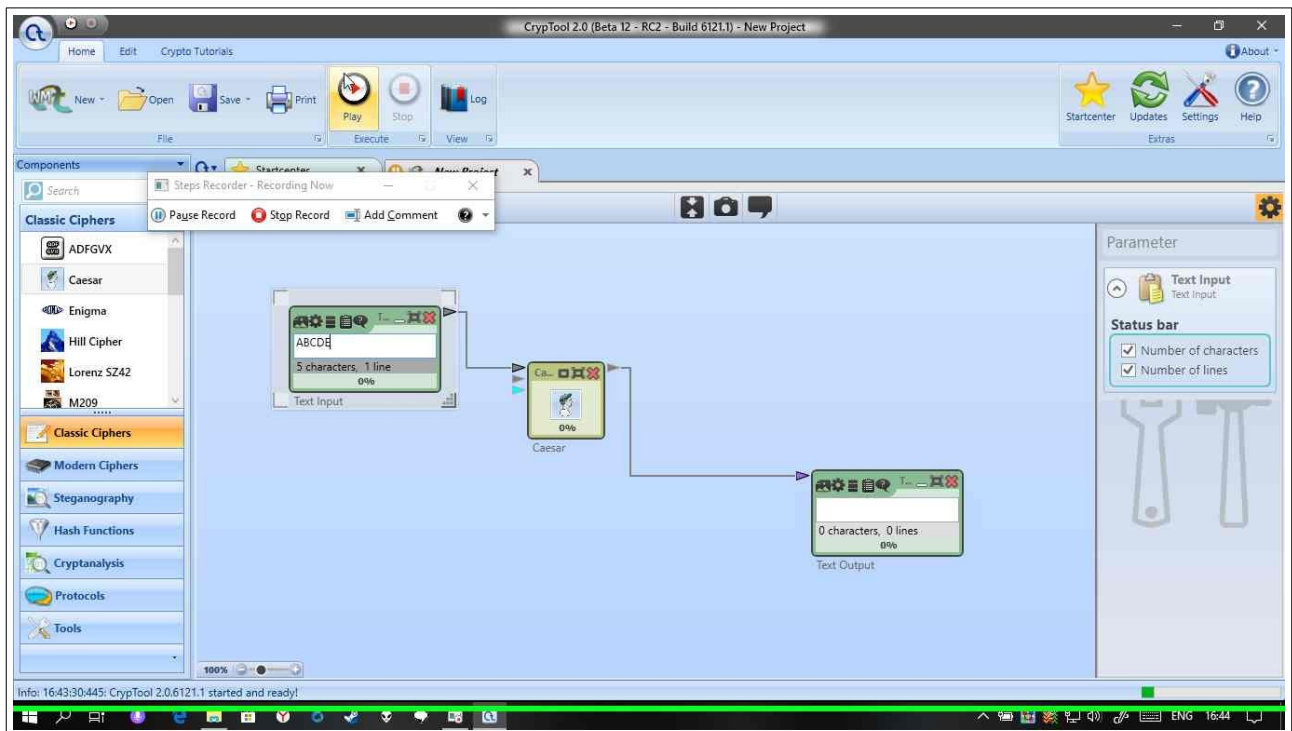 CrypTool 2.0 (Beta 12 - RC2 - Build 6121.1) - New Project
Home Edit Crypto Tutorials
About
New Open Save Print Play Stop Log
Startcenter Updates Settings Help
File Execute View Extras
Components
Startcenter x New Project x
Search
Steps Recorder - Recording Now
Pause Record Stop Record Add Comment
Classic Ciphers
ADFGVX
Caesar
Enigma
Hill Cipher
Lorenz SZ42
M209
Classic Ciphers
Modern Ciphers
Steganography
Hash Functions
Cryptanalysis
Protocols
Tools
T...
ABCDE
5 characters, 1 line
0%
Text Input
Ca...
0%
Caesar
T...
0 characters, 0 lines
0%
Text Output
Parameter
Text Input
Text Input
Status bar
Number of characters
Number of lines
100%
Info: 16:43:30:445: CrypTool 2.0.6121.1 started and ready!
ENG 16:44